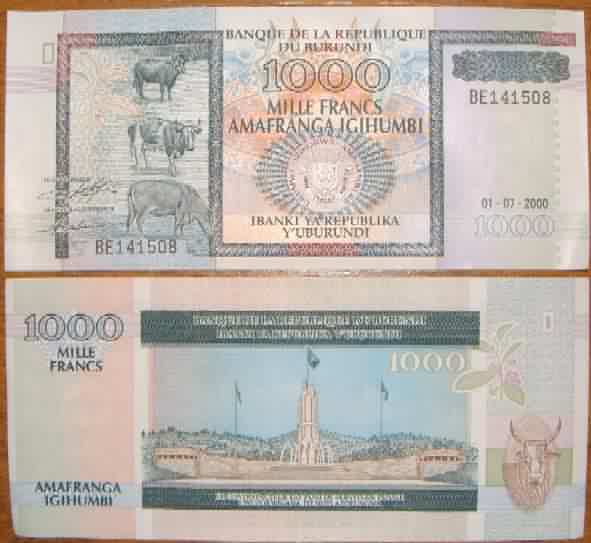 BANQUE DE LA REPUBLIQUE
DU BURUNDI
1000
MILLE FRANCS
AMAFRANGA IGIHUMBI
BE141508
01-07-2000
1000
IBANKI YA REPUBLIKA
Y'UBURUNDI
BE141508
1000
MILLE
FRANCS
1000
AMAFRANGA
IGIHUMBI